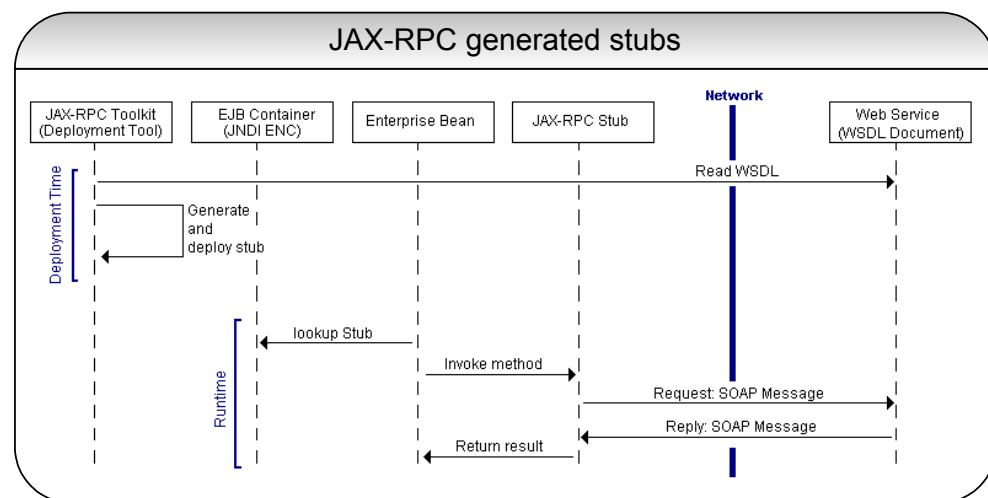 JAX-RPC generated stubs
Network
JAX-RPC Toolkit
(Deployment Tool)
EJB Container
(JNDI ENC)
Enterprise Bean
JAX-RPC Stub
Web Service
(WSDL Document)
Deployment Time
Read WSDL
Generate
and
deploy stub
Runtime
lookup Stub
Invoke method
Request: SOAP Message
Reply: SOAP Message
Return result